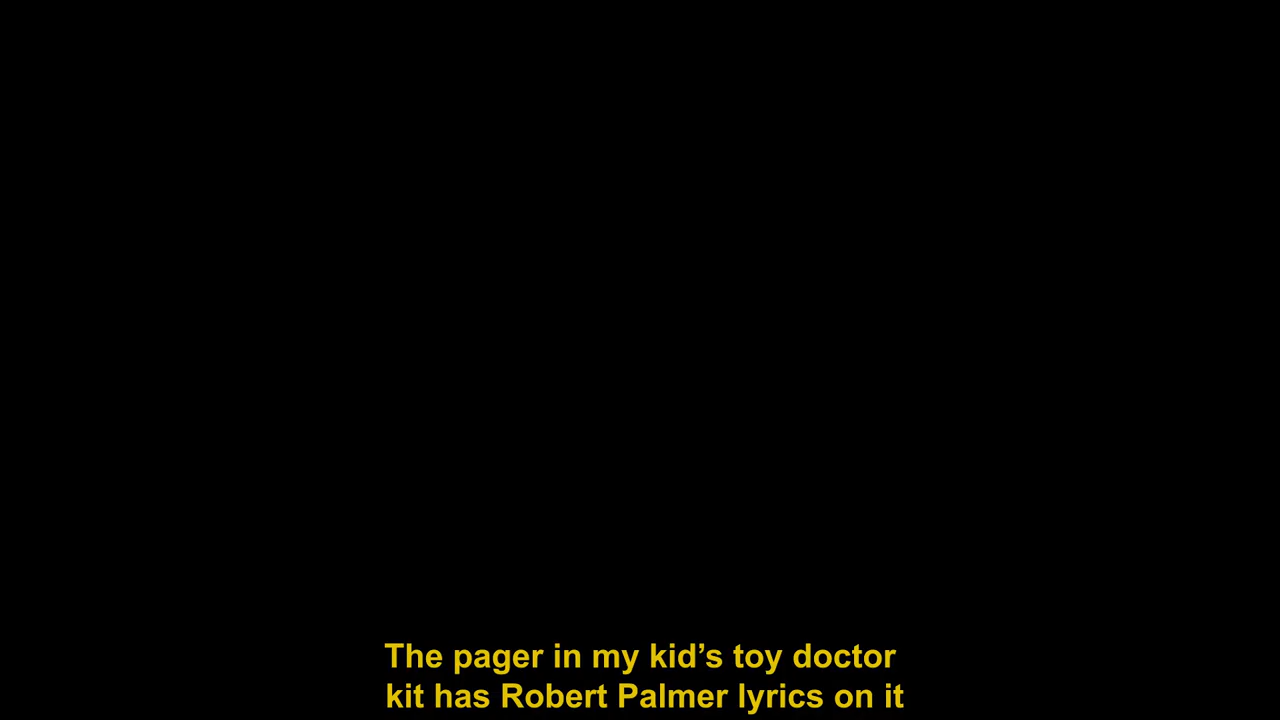 The pager in my kid’s toy doctor
kit has Robert Palmer lyrics on it